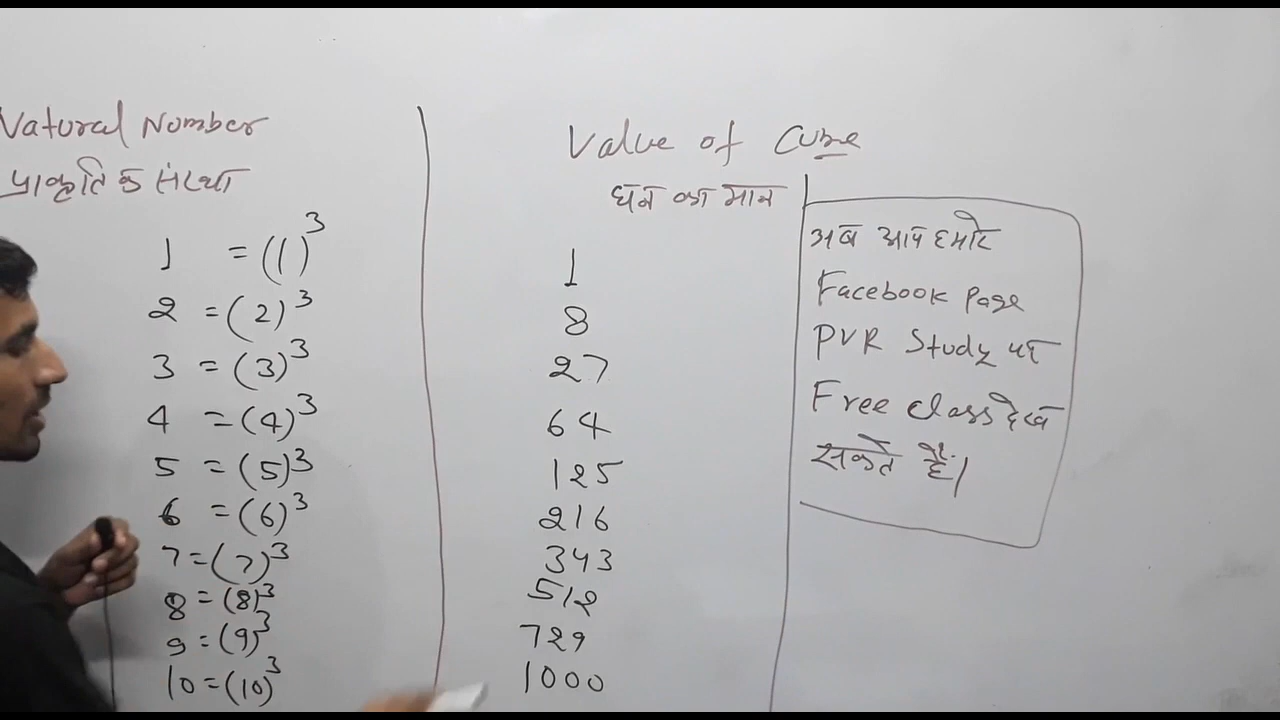 Natural Number
प्राकृतिक संख्या
1 = (1)³
2 = (2)³
3 = (3)³
4 = (4)³
5 = (5)³
6 = (6)³
7 = (7)³
8 = (8)³
9 = (9)³
10 = (10)³
Value of Cube
घन का मान
1
8
27
64
125
216
343
512
729
1000
अब आप हमारे
Facebook Page
PVR Study पर
Free class देख
सकते हैं।